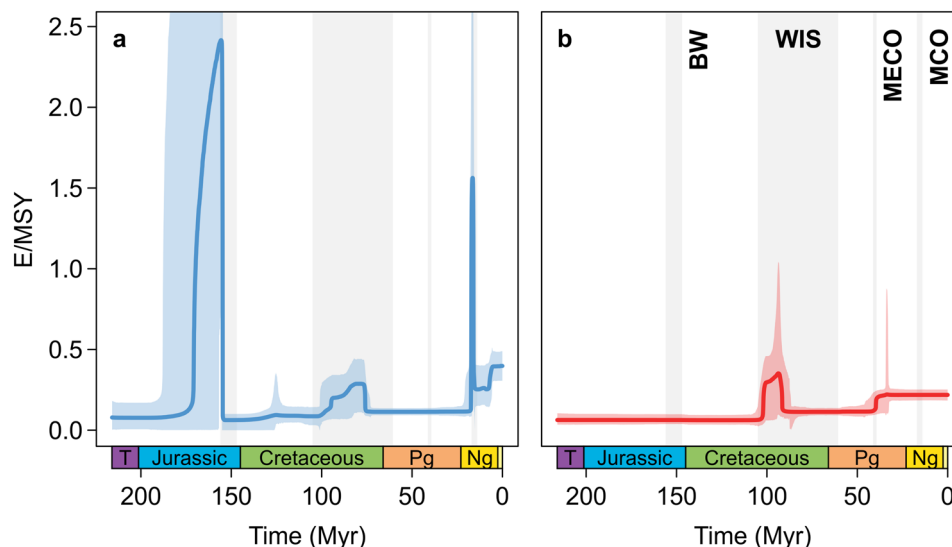 a
b
BW
WIS
MECO
MCO
E/MSY
2.5
2.0
1.5
1.0
0.5
0.0
T Jurassic Cretaceous Pg Ng
200 150 100 50 0
Time (Myr)
T Jurassic Cretaceous Pg Ng
200 150 100 50 0
Time (Myr)